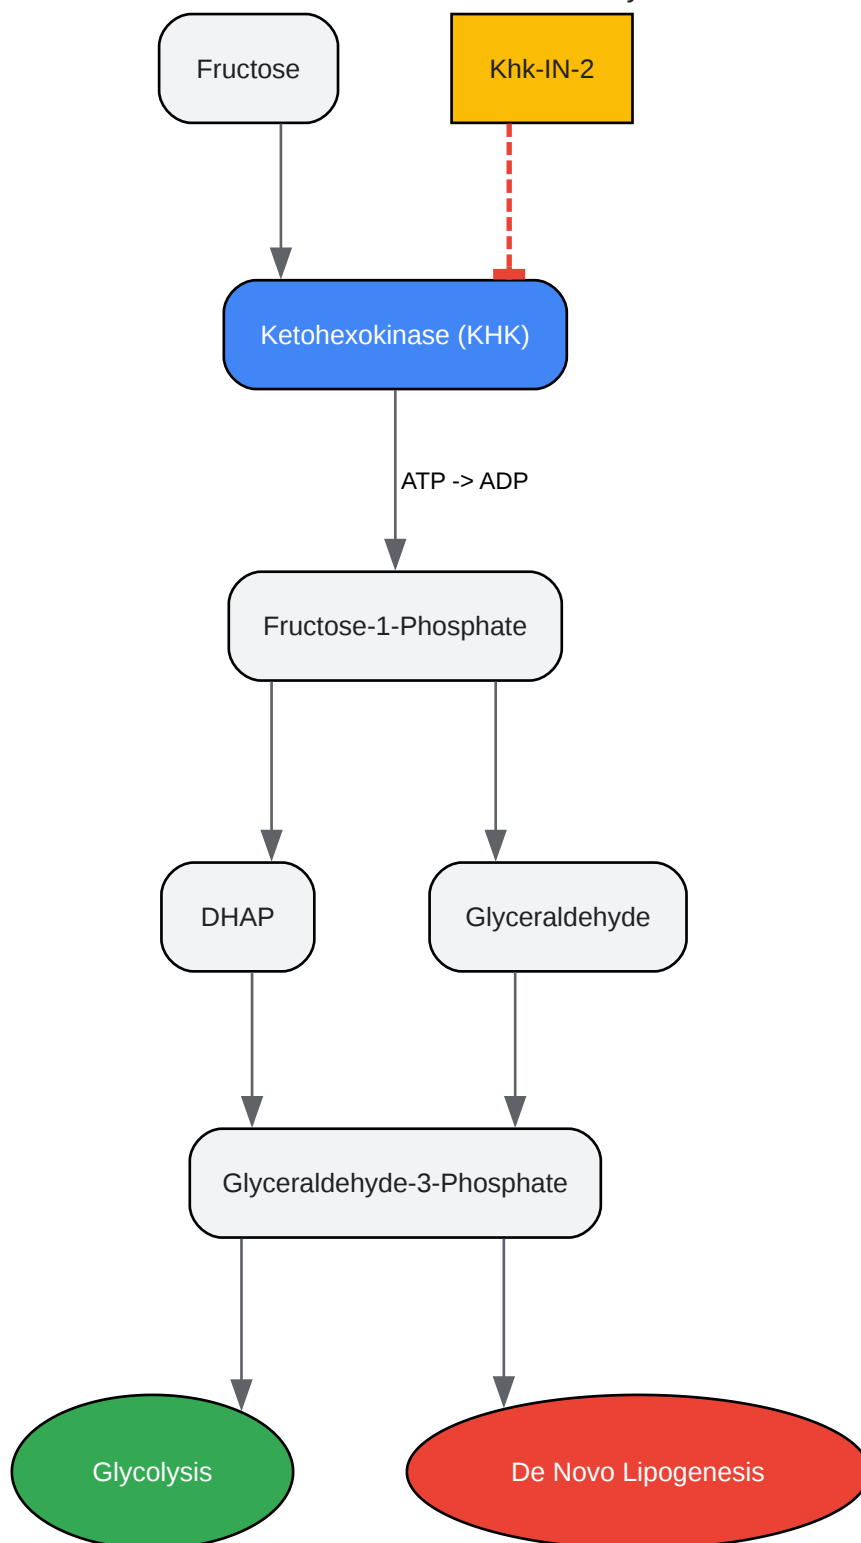 Fructose
Khk-IN-2
Ketohexokinase (KHK)
ATP -> ADP
Fructose-1-Phosphate
DHAP
Glyceraldehyde
Glyceraldehyde-3-Phosphate
Glycolysis
De Novo Lipogenesis